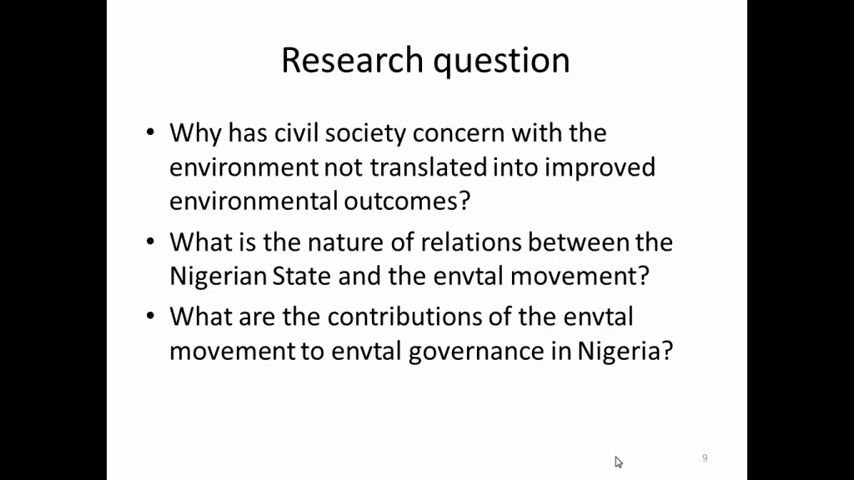 Research question
• Why has civil society concern with the
environment not translated into improved
environmental outcomes?
• What is the nature of relations between the
Nigerian State and the envtal movement?
• What are the contributions of the envtal
movement to envtal governance in Nigeria?
9